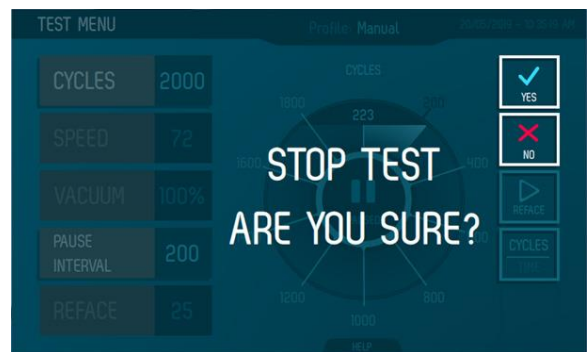 TEST MENU
Profile: Manual
CYCLES 2000
SPEED 72
VACUUM 100%
PAUSE
INTERVAL
200
REFACE 25
CYCLES
1800
200
223
1600
400
1200
800
1000
STOP TEST
ARE YOU SURE?
YES
NO
REFACE
CYCLES
HELP